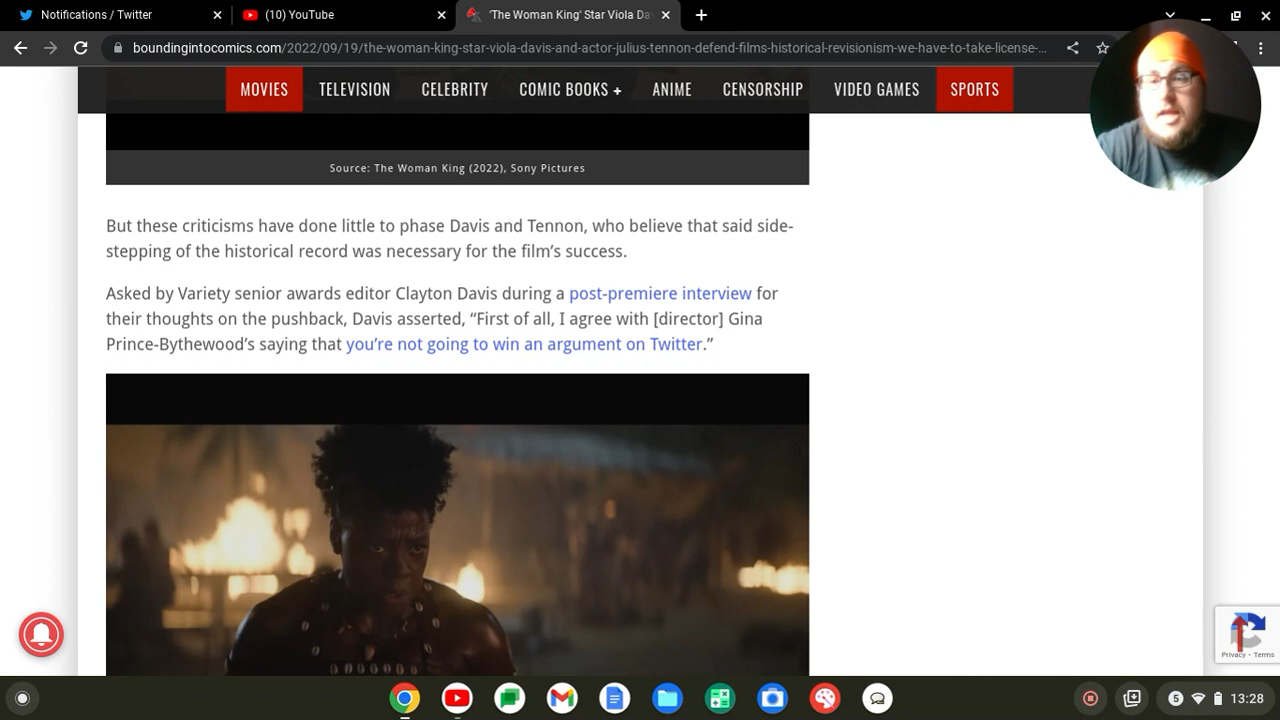 Notifications / Twitter
(10) YouTube
'The Woman King' Star Viola Da
boundingintocomics.com/2022/09/19/the-woman-king-star-viola-davis-and-actor-julius-tennon-defend-films-historical-revisionism-we-have-to-take-license-...
MOVIES TELEVISION CELEBRITY COMIC BOOKS + ANIME CENSORSHIP VIDEO GAMES SPORTS
Source: The Woman King (2022), Sony Pictures
But these criticisms have done little to phase Davis and Tennon, who believe that said side-
stepping of the historical record was necessary for the film’s success.
Asked by Variety senior awards editor Clayton Davis during a post-premiere interview for
their thoughts on the pushback, Davis asserted, “First of all, I agree with [director] Gina
Prince-Bythewood’s saying that you’re not going to win an argument on Twitter.”
Privacy - Terms
5 13:28